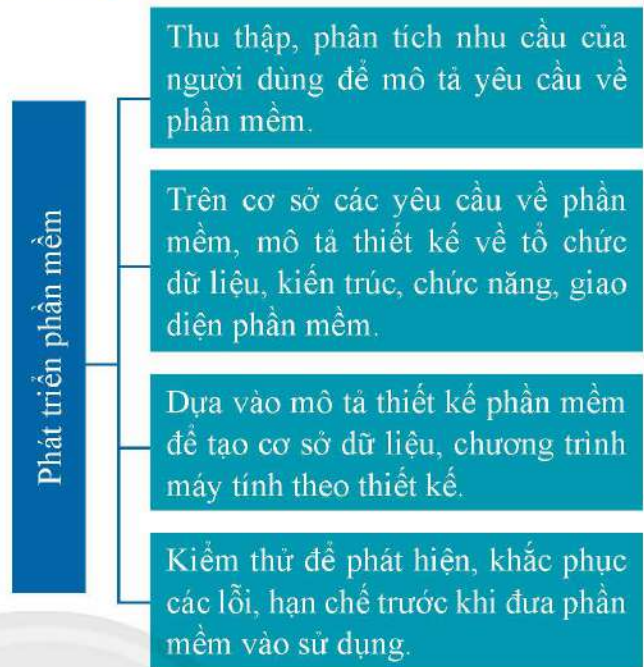 Phát triển phần mềm
Thu thập, phân tích nhu cầu của
người dùng để mô tả yêu cầu về
phần mềm.
Trên cơ sở các yêu cầu về phần
mềm, mô tả thiết kế về tổ chức
dữ liệu, kiến trúc, chức năng, giao
diện phần mềm.
Dựa vào mô tả thiết kế phần mềm
để tạo cơ sở dữ liệu, chương trình
máy tính theo thiết kế.
Kiểm thử để phát hiện, khắc phục
các lỗi, hạn chế trước khi đưa phần
mềm vào sử dụng.